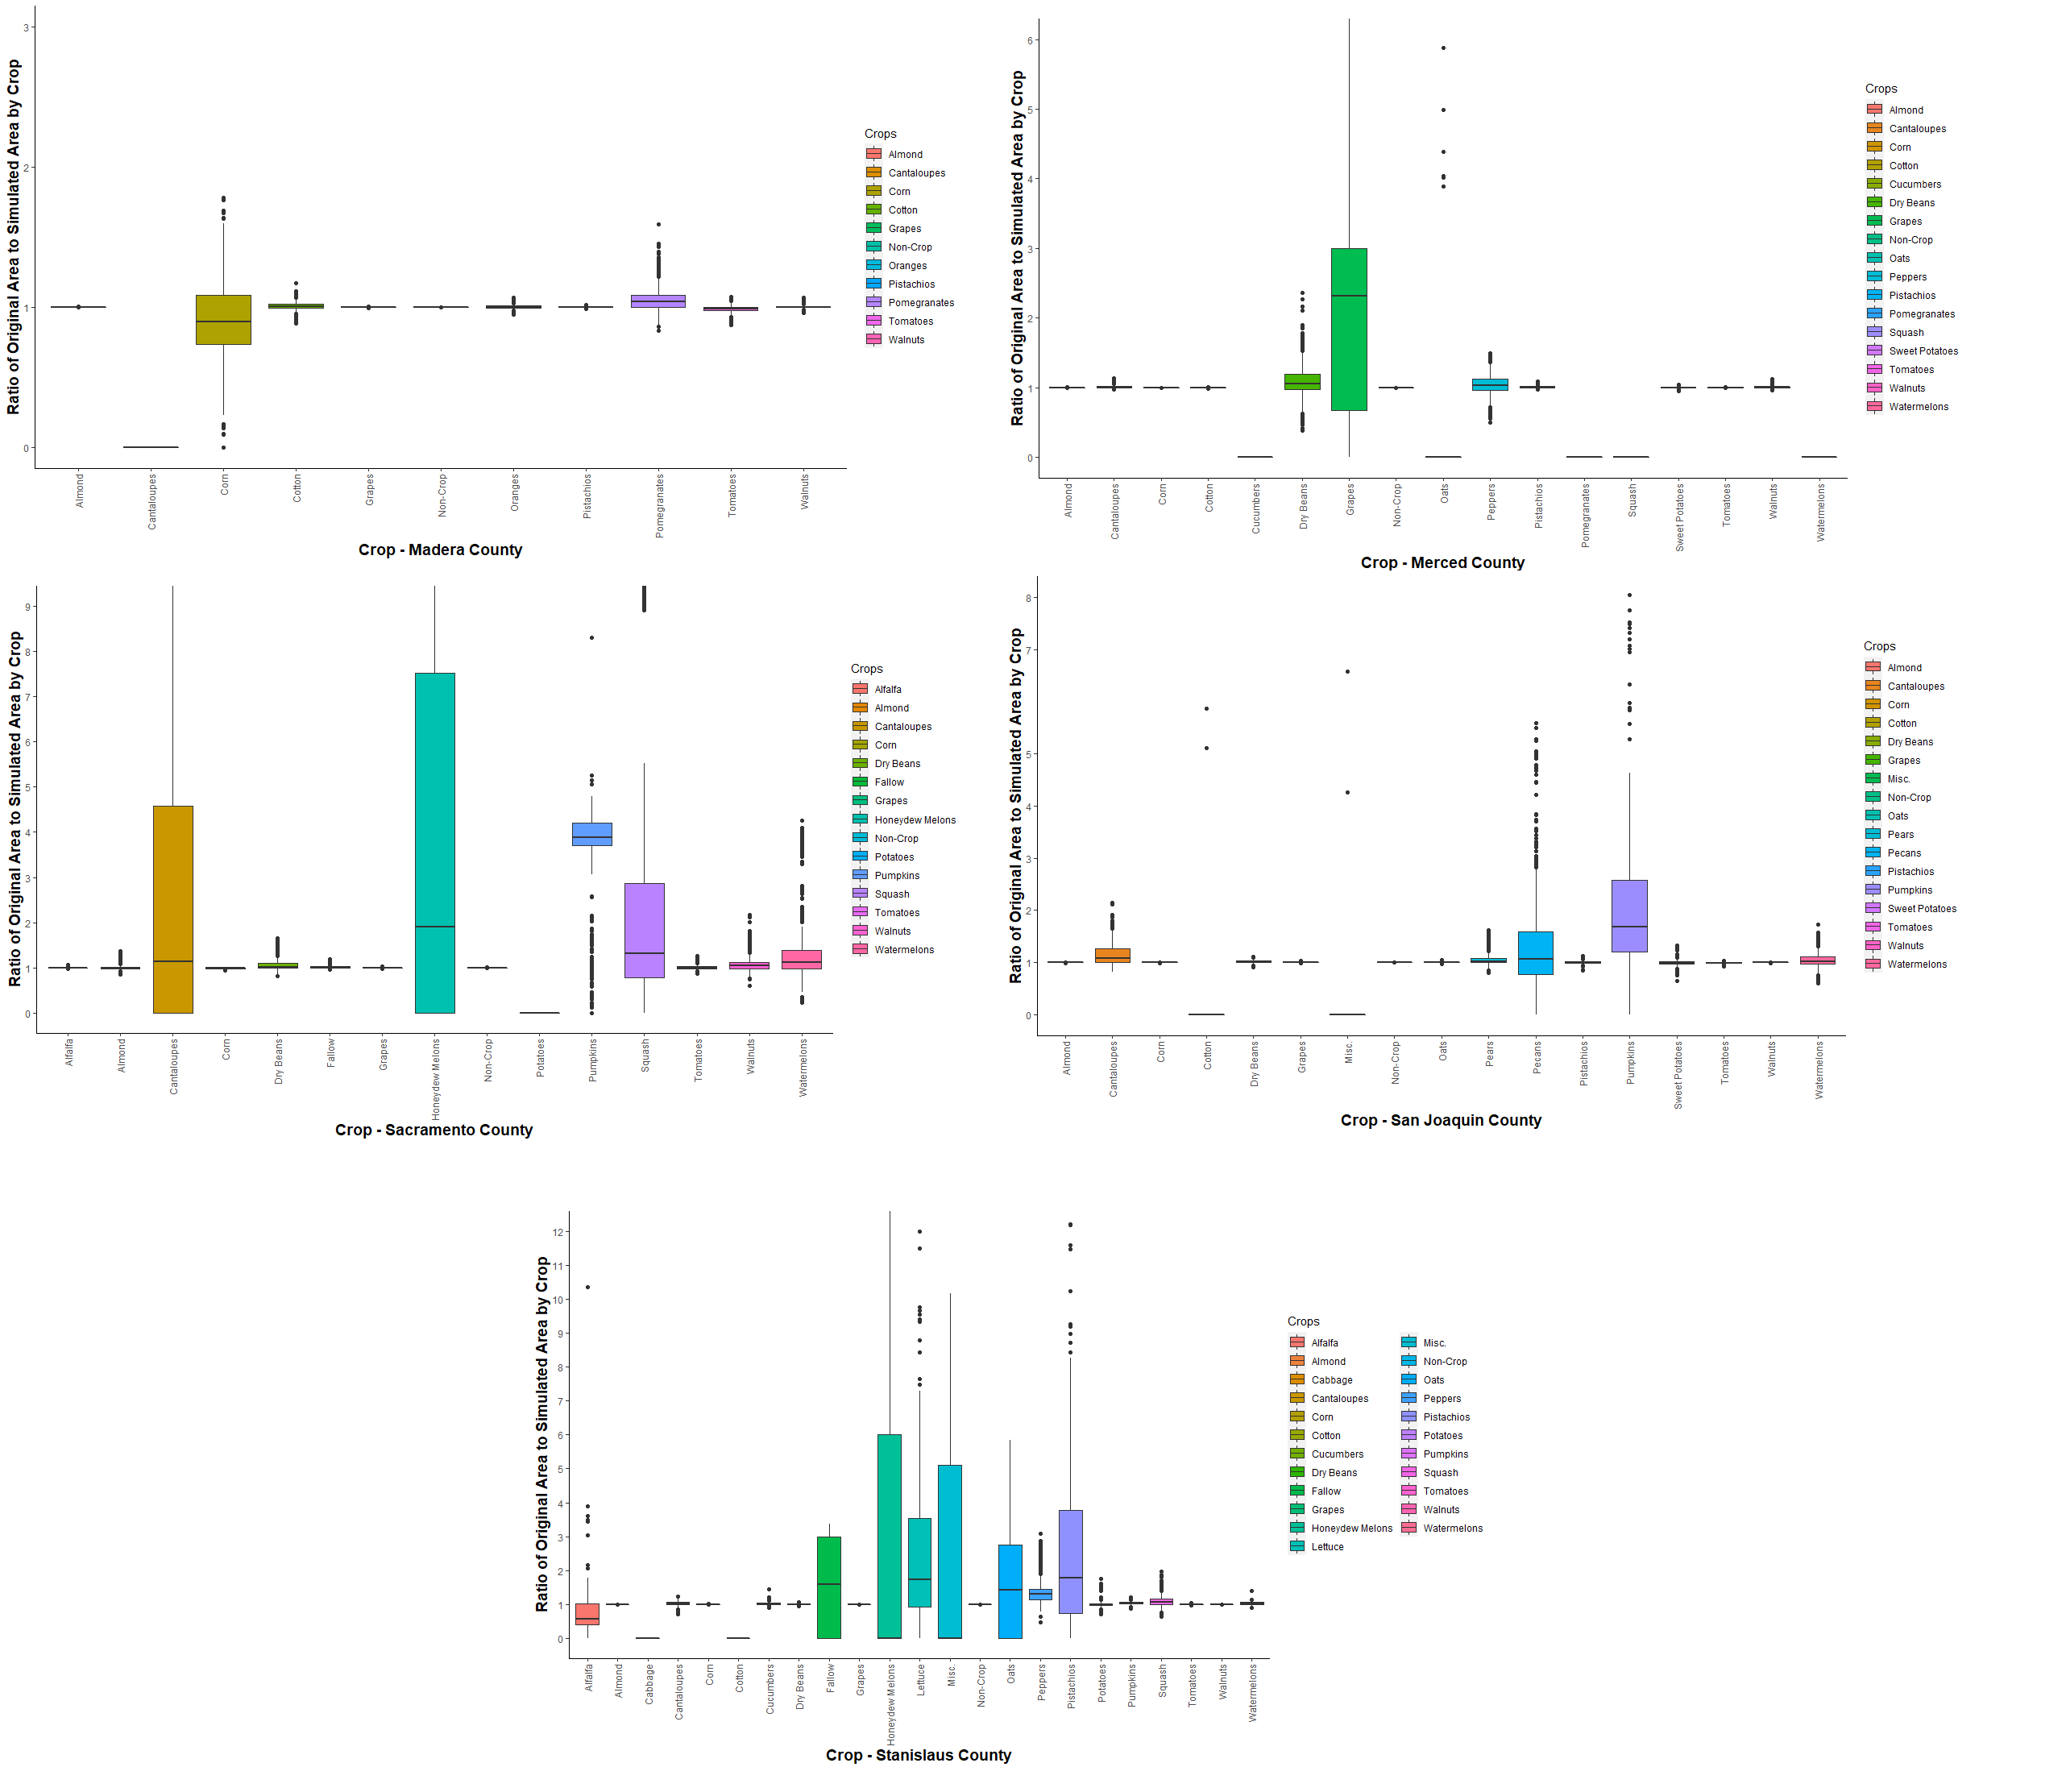 Ratio of Original Area to Simulated Area by Crop
3
2
1
0
Almond
Cantaloupes
Corn
Cotton
Grapes
Non-Crop
Oranges
Pistachios
Pomegranates
Tomatoes
Walnuts
Crop - Madera County
Crops
Almond
Cantaloupes
Corn
Cotton
Grapes
Non-Crop
Oranges
Pistachios
Pomegranates
Tomatoes
Walnuts
Ratio of Original Area to Simulated Area by Crop
6
5
4
3
2
1
0
Almond
Cantaloupes
Corn
Cotton
Cucumbers
Dry Beans
Grapes
Non-Crop
Oats
Peppers
Pistachios
Pomegranates
Squash
Sweet Potatoes
Tomatoes
Walnuts
Watermelons
Crop - Merced County
Crops
Almond
Cantaloupes
Corn
Cotton
Cucumbers
Dry Beans
Grapes
Non-Crop
Oats
Peppers
Pistachios
Pomegranates
Squash
Sweet Potatoes
Tomatoes
Walnuts
Watermelons
Ratio of Original Area to Simulated Area by Crop
9
8
7
6
5
4
3
2
1
0
Alfalfa
Almond
Cantaloupes
Corn
Dry Beans
Fallow
Grapes
Honeydew Melons
Non-Crop
Potatoes
Pumpkins
Squash
Tomatoes
Walnuts
Watermelons
Crop - Sacramento County
Crops
Alfalfa
Almond
Cantaloupes
Corn
Dry Beans
Fallow
Grapes
Honeydew Melons
Non-Crop
Potatoes
Pumpkins
Squash
Tomatoes
Walnuts
Watermelons
Ratio of Original Area to Simulated Area by Crop
8
7
6
5
4
3
2
1
0
Almond
Cantaloupes
Corn
Cotton
Dry Beans
Grapes
Misc.
Non-Crop
Oats
Pears
Pecans
Pistachios
Pumpkins
Sweet Potatoes
Tomatoes
Walnuts
Watermelons
Crop - San Joaquin County
Crops
Almond
Cantaloupes
Corn
Cotton
Dry Beans
Grapes
Misc.
Non-Crop
Oats
Pears
Pecans
Pistachios
Pumpkins
Sweet Potatoes
Tomatoes
Walnuts
Watermelons
Ratio of Original Area to Simulated Area by Crop
12
11
10
9
8
7
6
5
4
3
2
1
0
Alfalfa
Almond
Cabbage
Cantaloupes
Corn
Cotton
Cucumbers
Dry Beans
Fallow
Grapes
Honeydew Melons
Lettuce
Misc.
Non-Crop
Oats
Peppers
Pistachios
Potatoes
Pumpkins
Squash
Tomatoes
Walnuts
Watermelons
Crop - Stanislaus County
Crops
Alfalfa
Almond
Cabbage
Cantaloupes
Corn
Cotton
Cucumbers
Dry Beans
Fallow
Grapes
Honeydew Melons
Lettuce
Misc.
Non-Crop
Oats
Peppers
Pistachios
Potatoes
Pumpkins
Squash
Tomatoes
Walnuts
Watermelons